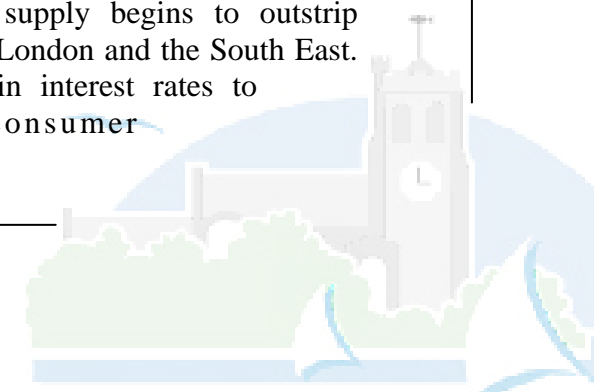 supply begins to outstrip
London and the South East.
in interest rates to
onsumer